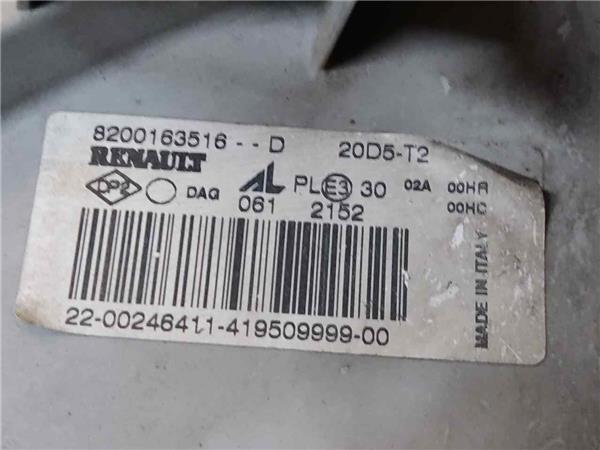 8200163516 - - D 20D5-T2
RENAULT
DP2 DAG AL PL E3 30 02A 00HR
061 2152 00HC
22-00246411-419509999-00
MADE IN ITALY